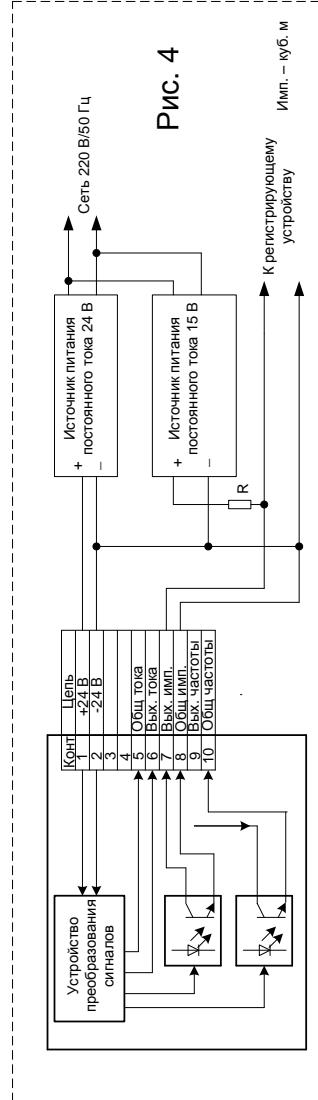 Рис. 4
Сеть 220 В/50 Гц
Имп. – куб. м
К регистрирующему
устройству
Источник питания
постоянного тока 24 В
+
–
Источник питания
постоянного тока 15 В
+
–
R
Конт Цепь
1 +24 В
2 -24 В
3
4
5 Общ тока
6 Вых. тока
7 Вых. имп.
8 Общ имп.
9 Вых. частоты
10 Общ частоты
Устройство
преобразования
сигналов